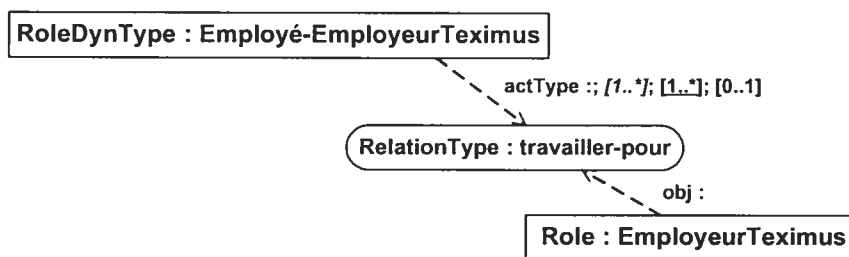 RoleDynType : Employé-EmployeurTeximus
actType :; [1..*]; [1..*]; [0..1]
RelationType : travailler-pour
obj :
Role : EmployeurTeximus